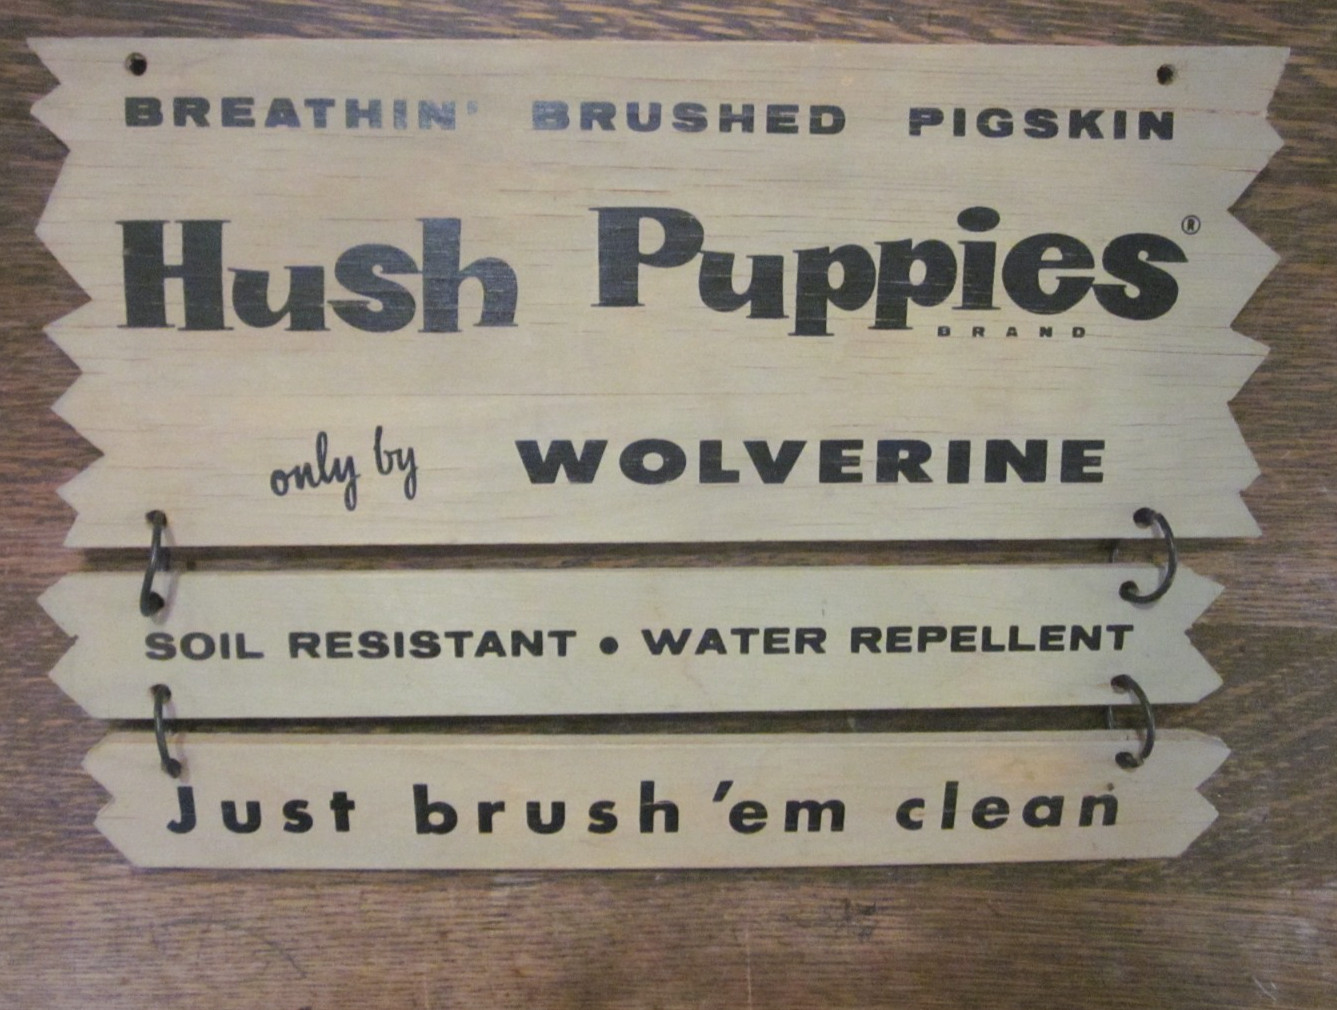 BREATHIN' BRUSHED PIGSKIN
Hush Puppies®
BRAND
only by WOLVERINE
SOIL RESISTANT • WATER REPELLENT
Just brush 'em clean